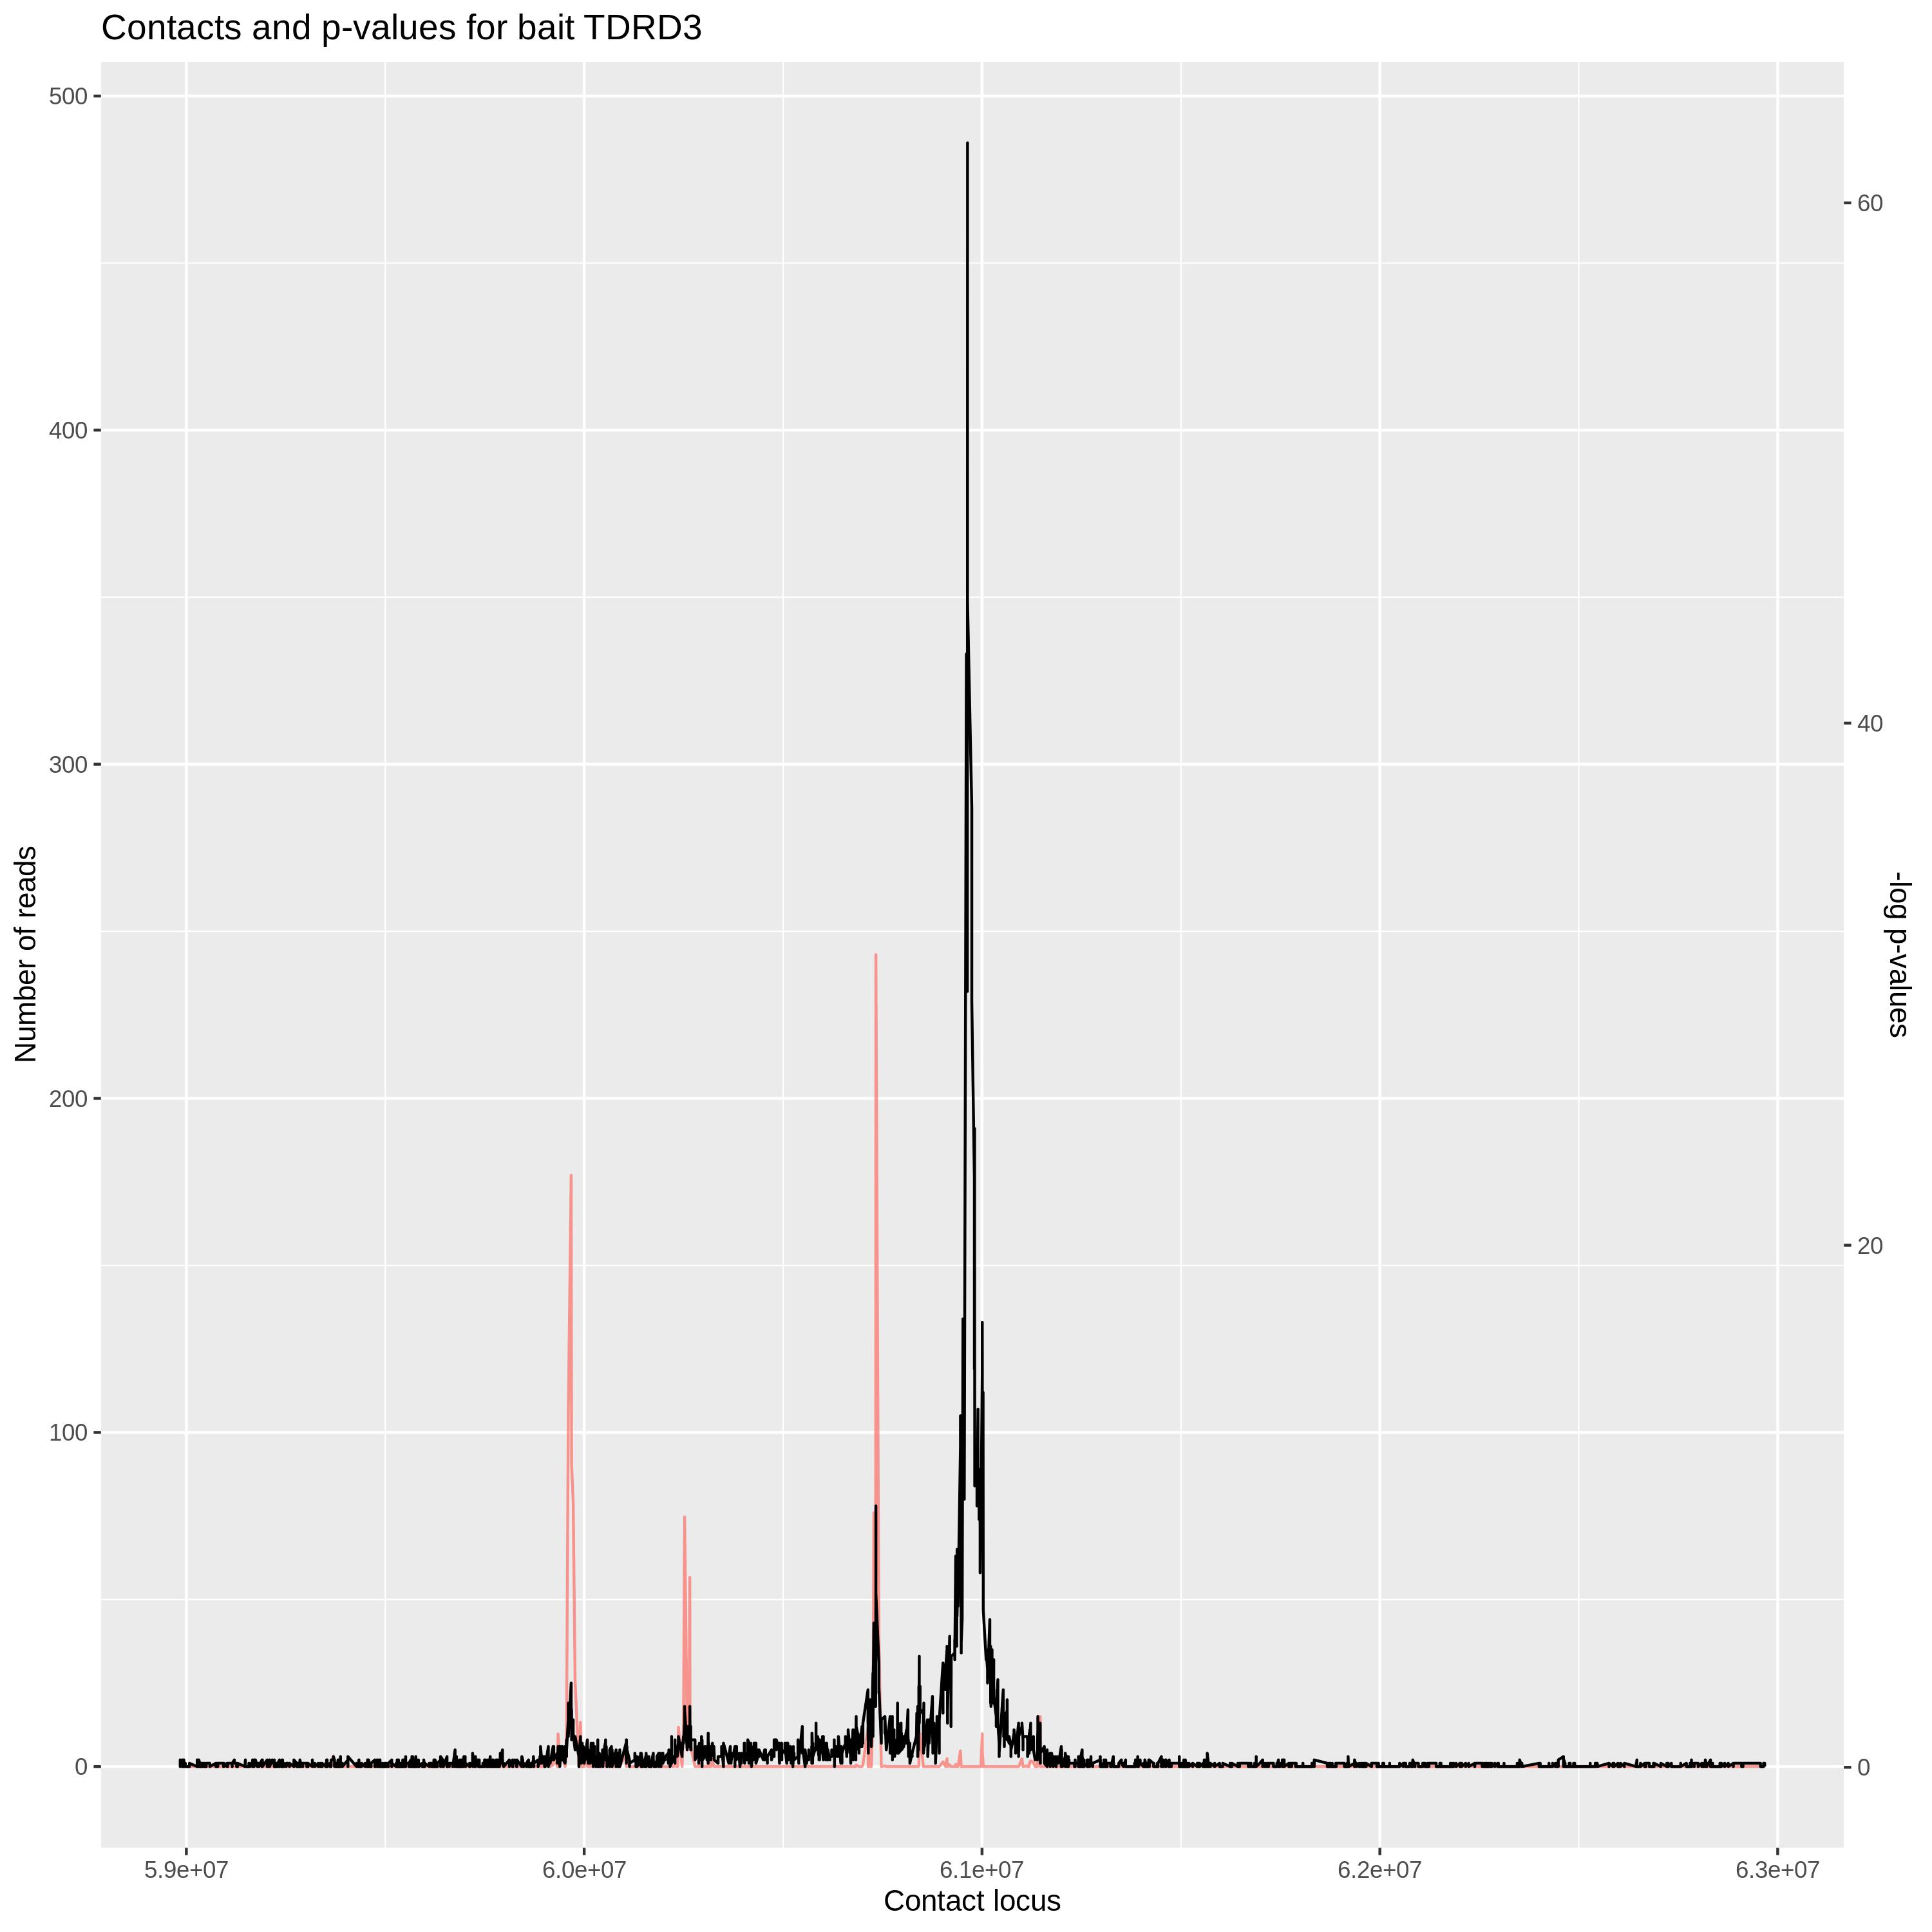 Contacts and p-values for bait TDRD3
500
400
300
200
100
0
Number of reads
60
40
20
0
-log p-values
5.9e+07
6.0e+07
6.1e+07
6.2e+07
6.3e+07
Contact locus